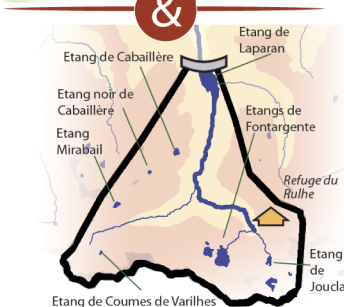 &
Etang de
Laparan
Etang de Cabaillère
Etang noir de
Cabaillère
Etangs de
Fontargente
Etang
Mirabail
Refuge du
Rulhe
Etang
de
Joucla
Etang de Coumes de Varilhes